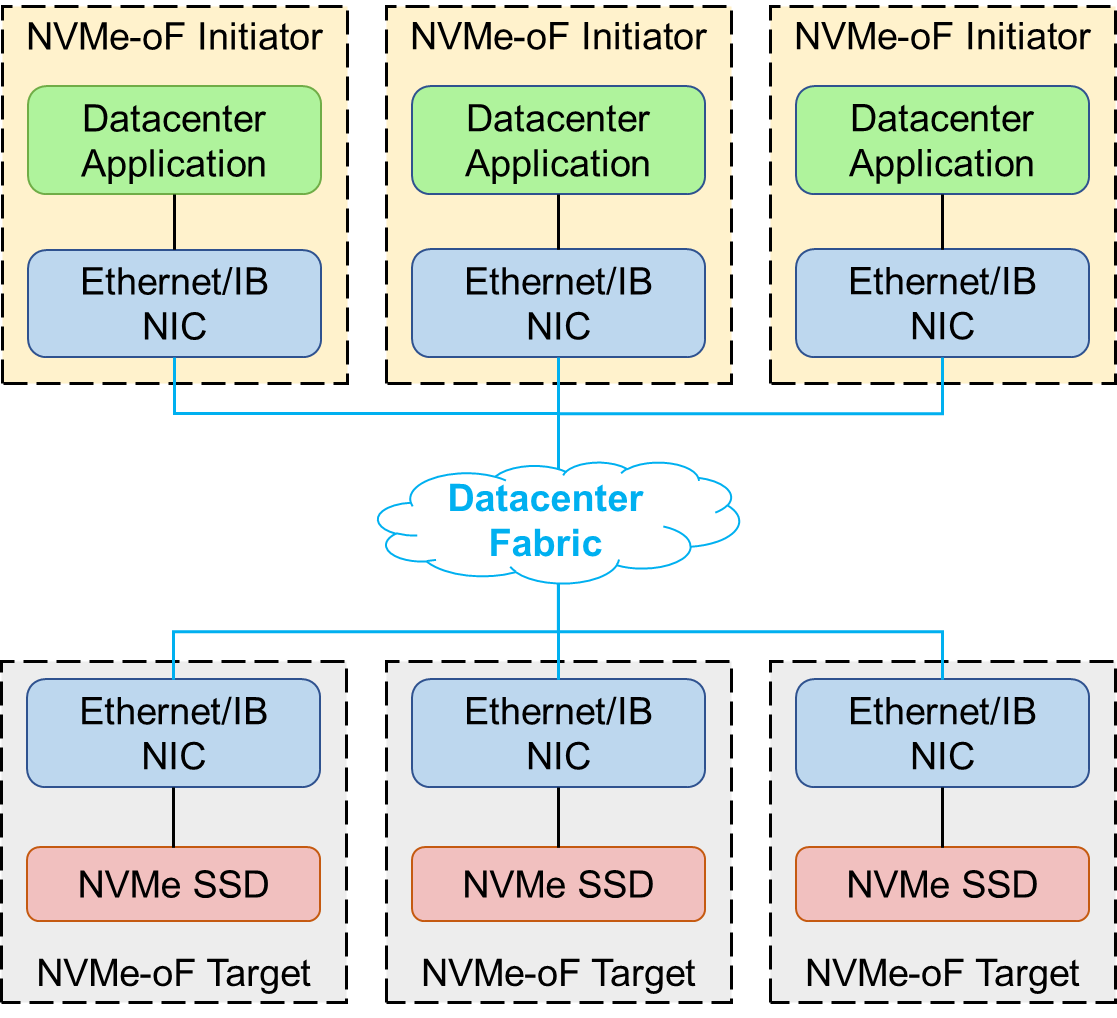 NVMe-oF Initiator
Datacenter
Application
Ethernet/IB
NIC
NVMe-oF Initiator
Datacenter
Application
Ethernet/IB
NIC
NVMe-oF Initiator
Datacenter
Application
Ethernet/IB
NIC
Datacenter
Fabric
Ethernet/IB
NIC
NVMe SSD
NVMe-oF Target
Ethernet/IB
NIC
NVMe SSD
NVMe-oF Target
Ethernet/IB
NIC
NVMe SSD
NVMe-oF Target